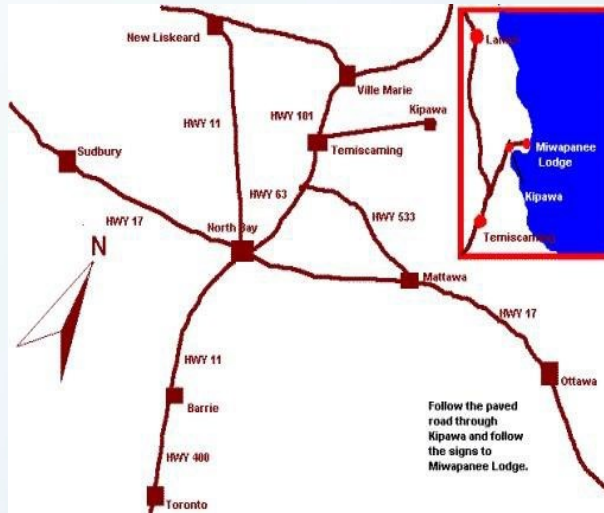 New Liskeard
Ville Marie
HWY 11
HWY 101
Kipawa
Temiscaming
Sudbury
HWY 63
HWY 17
HWY 533
North Bay
N
Mattawa
HWY 17
HWY 11
Ottawa
Barrie
HWY 400
Toronto
Follow the paved
road through
Kipawa and follow
the signs to
Miwapanee Lodge.
Miwapanee
Lodge
Kipawa
Temiscaming